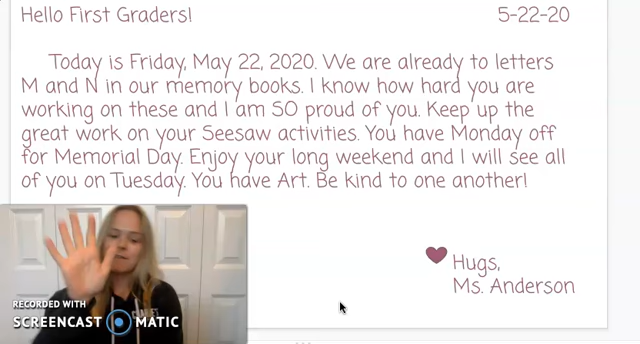 Hello First Graders!
5-22-20
Today is Friday, May 22, 2020. We are already to letters
M and N in our memory books. I know how hard you are
working on these and I am SO proud of you. Keep up the
great work on your Seesaw activities. You have Monday off
for Memorial Day. Enjoy your long weekend and I will see all
of you on Tuesday. You have Art. Be kind to one another!
Hugs,
Ms. Anderson
RECORDED WITH
SCREENCAST MATIC